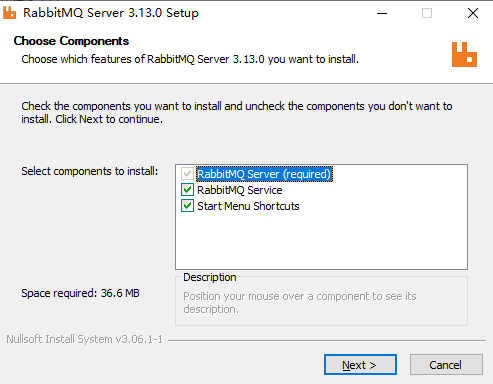 RabbitMQ Server 3.13.0 Setup
Choose Components
Choose which features of RabbitMQ Server 3.13.0 you want to install.
Check the components you want to install and uncheck the components you don't want to
install. Click Next to continue.
Select components to install:
RabbitMQ Server (required)
RabbitMQ Service
Start Menu Shortcuts
Space required: 36.6 MB
Description
Position your mouse over a component to see its
description.
Nullsoft Install System v3.06.1-1
Next >
Cancel